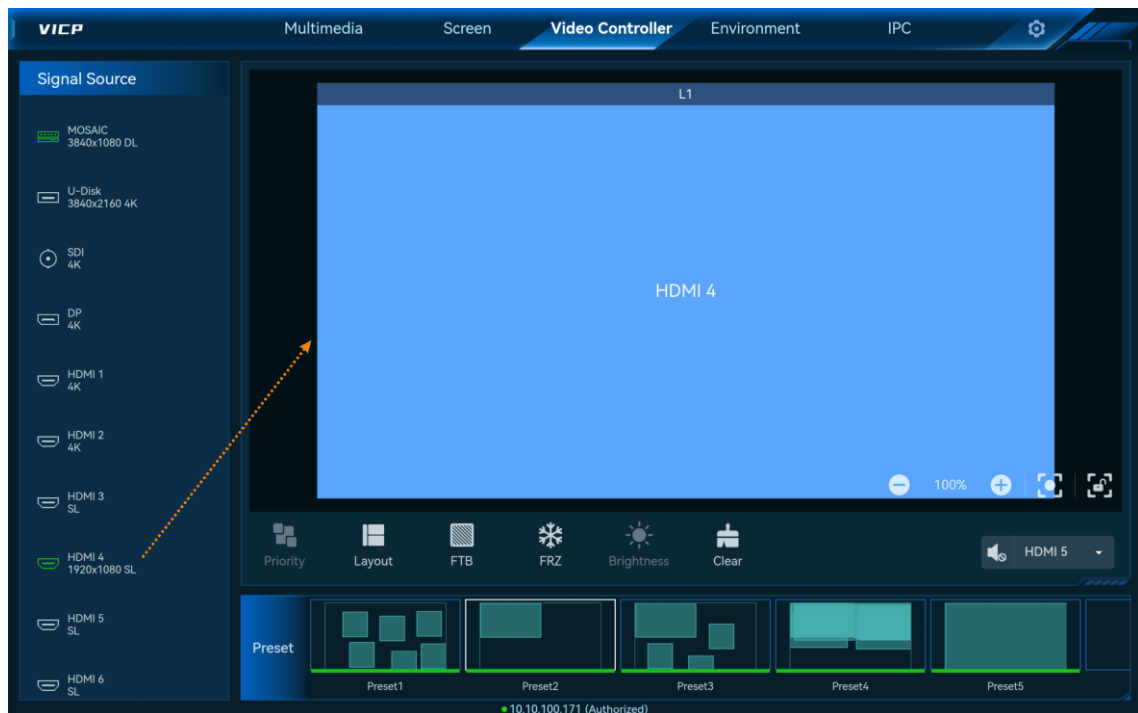 VICP
Multimedia
Screen
Video Controller
Environment
IPC
Signal Source
MOSAIC
3840x1080 DL
U-Disk
3840x2160 4K
SDI
4K
DP
4K
HDMI 1
4K
HDMI 2
4K
HDMI 3
SL
HDMI 4
1920x1080 SL
HDMI 5
SL
HDMI 6
SL
L1
HDMI 4
100%
Priority
Layout
FTB
FRZ
Brightness
Clear
HDMI 5
Preset
Preset1
Preset2
Preset3
Preset4
Preset5
10.10.100.171 (Authorized)